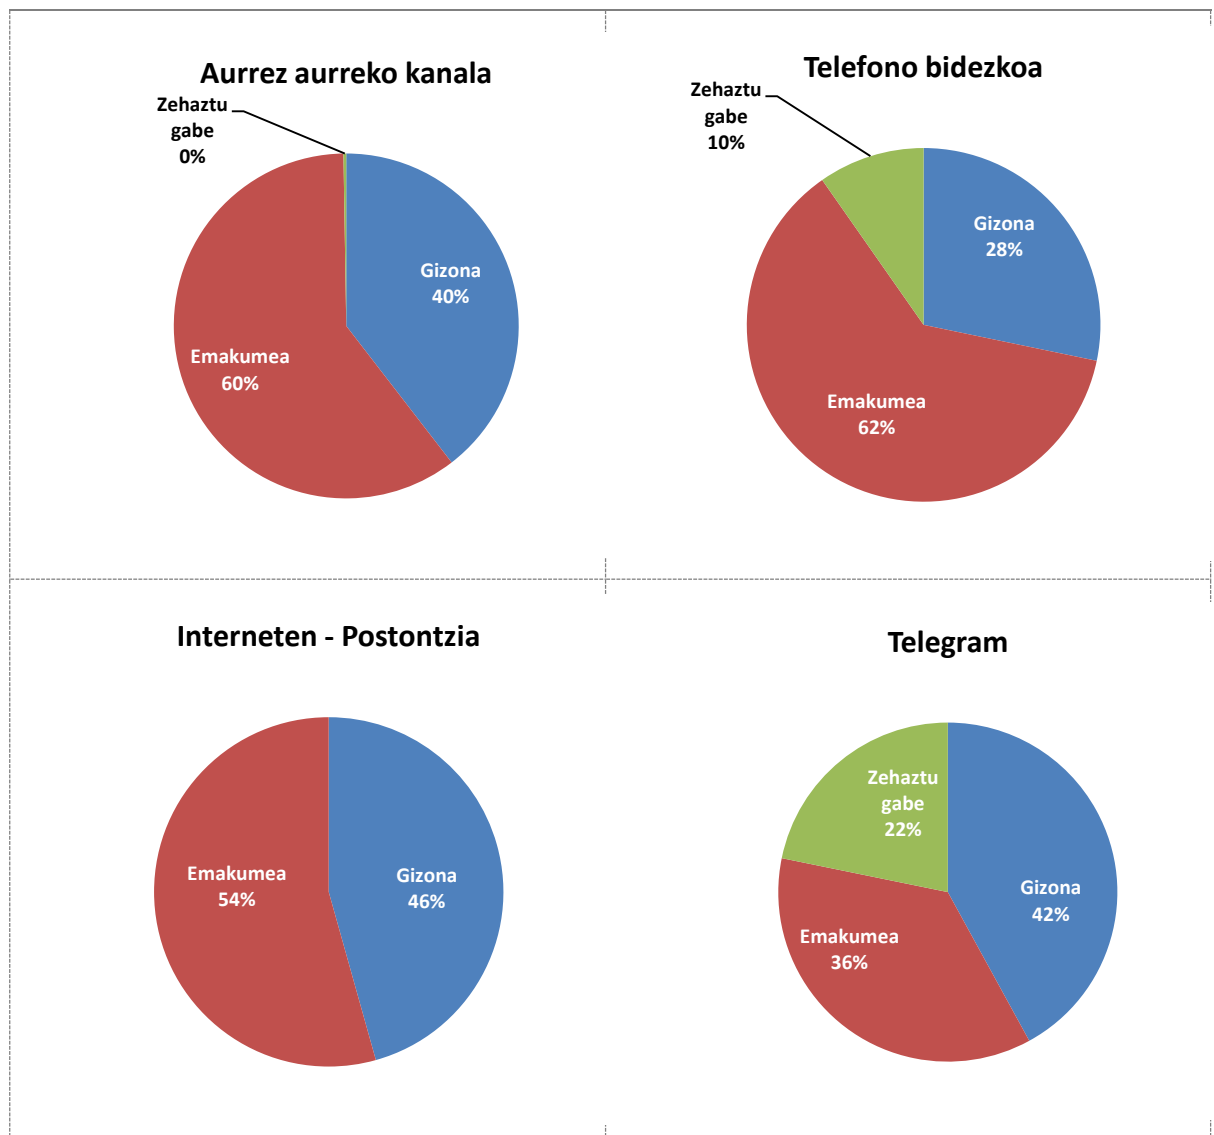 Aurrez aurreko kanala
Zehaztu
gabe
0%
Gizona
40%
Emakumea
60%
Telefono bidezkoa
Zehaztu
gabe
10%
Gizona
28%
Emakumea
62%
Interneten - Postontzia
Emakumea
54%
Gizona
46%
Telegram
Zehaztu
gabe
22%
Gizona
42%
Emakumea
36%